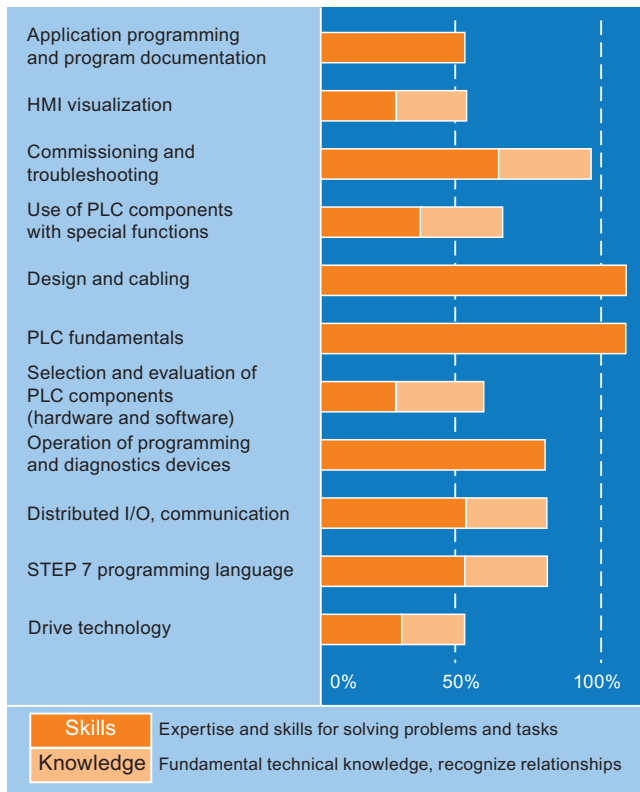 Application programming
and program documentation
HMI visualization
Commissioning and
troubleshooting
Use of PLC components
with special functions
Design and cabling
PLC fundamentals
Selection and evaluation of
PLC components
(hardware and software)
Operation of programming
and diagnostics devices
Distributed I/O, communication
STEP 7 programming language
Drive technology
0% 50% 100%
Skills Expertise and skills for solving problems and tasks
Knowledge Fundamental technical knowledge, recognize relationships